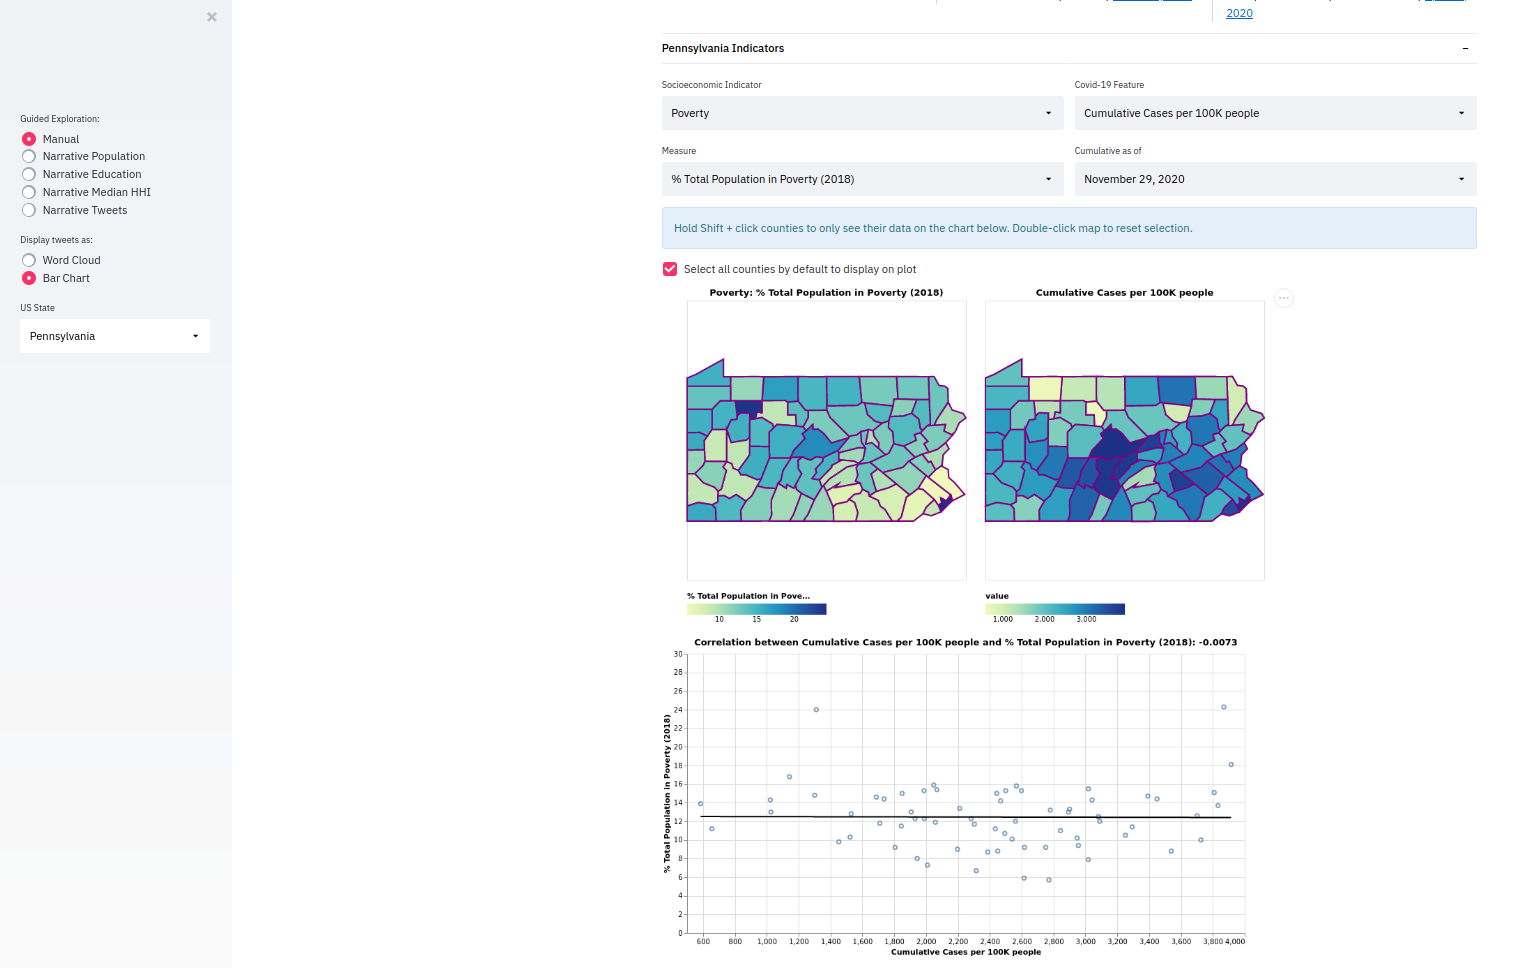 ×
Guided Exploration:
Manual
Narrative Population
Narrative Education
Narrative Median HHI
Narrative Tweets
Display tweets as:
Word Cloud
Bar Chart
US State
Pennsylvania
2020
Pennsylvania Indicators
−
Socioeconomic Indicator
Covid-19 Feature
Poverty
Cumulative Cases per 100K people
Measure
Cumulative as of
% Total Population in Poverty (2018)
November 29, 2020
Hold Shift + click counties to only see their data on the chart below. Double-click map to reset selection.
Select all counties by default to display on plot
Poverty: % Total Population in Poverty (2018)
Cumulative Cases per 100K people
% Total Population in Pove...
10 15 20
value
1,000 2,000 3,000
Correlation between Cumulative Cases per 100K people and % Total Population in Poverty (2018): -0.0073
% Total Population in Poverty (2018)
30
28
26
24
22
20
18
16
14
12
10
8
6
4
2
0
600 800 1,000 1,200 1,400 1,600 1,800 2,000 2,200 2,400 2,600 2,800 3,000 3,200 3,400 3,600 3,800 4,000
Cumulative Cases per 100K people